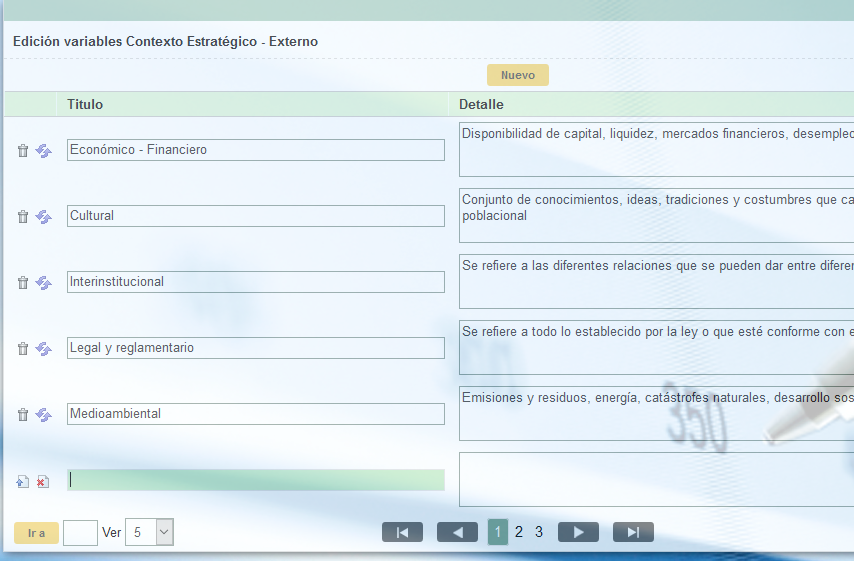 Edición variables Contexto Estratégico - Externo
Nuevo
Titulo Detalle
Económico - Financiero
Disponibilidad de capital, liquidez, mercados financieros, desempleo
Cultural
Conjunto de conocimientos, ideas, tradiciones y costumbres que ca
poblacional
Interinstitucional
Se refiere a las diferentes relaciones que se pueden dar entre diferen
Legal y reglamentario
Se refiere a todo lo establecido por la ley o que esté conforme con e
Medioambiental
Emisiones y residuos, energía, catástrofes naturales, desarrollo sos
350
Ir a Ver 5 1 2 3